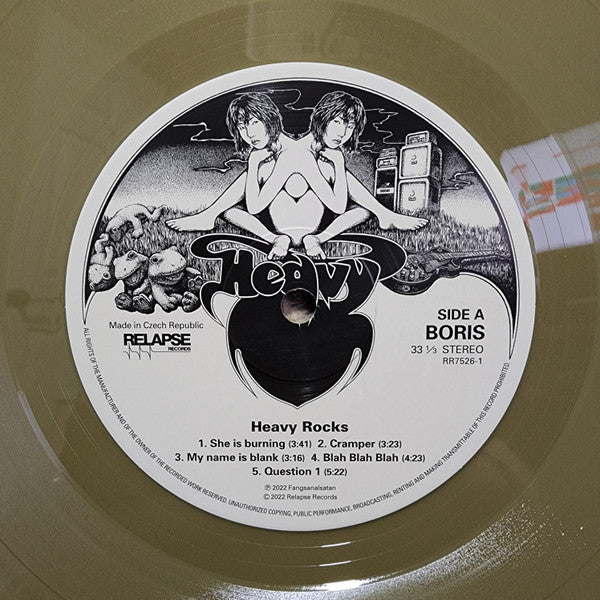 Heavy
Made in Czech Republic
RELAPSE
RECORDS
SIDE A
BORIS
33 ⅓ STEREO
RR7526-1
Heavy Rocks
1. She is burning (3:41) 2. Cramper (3:23)
3. My name is blank (3:16) 4. Blah Blah Blah (4:23)
5. Question 1 (5:22)
℗ 2022 Fangsanalsatan
© 2022 Relapse Records
ALL RIGHTS OF THE MANUFACTURER AND OF THE OWNER OF THE RECORDED WORK RESERVED. UNAUTHORIZED COPYING, PUBLIC PERFORMANCE, BROADCASTING, RENTING AND MAKING TRANSMITTABLE OF THIS RECORD PROHIBITED